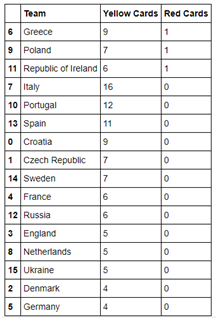 Team Yellow Cards Red Cards
6 Greece 9 1
9 Poland 7 1
11 Republic of Ireland 6 1
7 Italy 16 0
10 Portugal 12 0
13 Spain 11 0
0 Croatia 9 0
1 Czech Republic 7 0
14 Sweden 7 0
4 France 6 0
12 Russia 6 0
3 England 5 0
8 Netherlands 5 0
15 Ukraine 5 0
2 Denmark 4 0
5 Germany 4 0